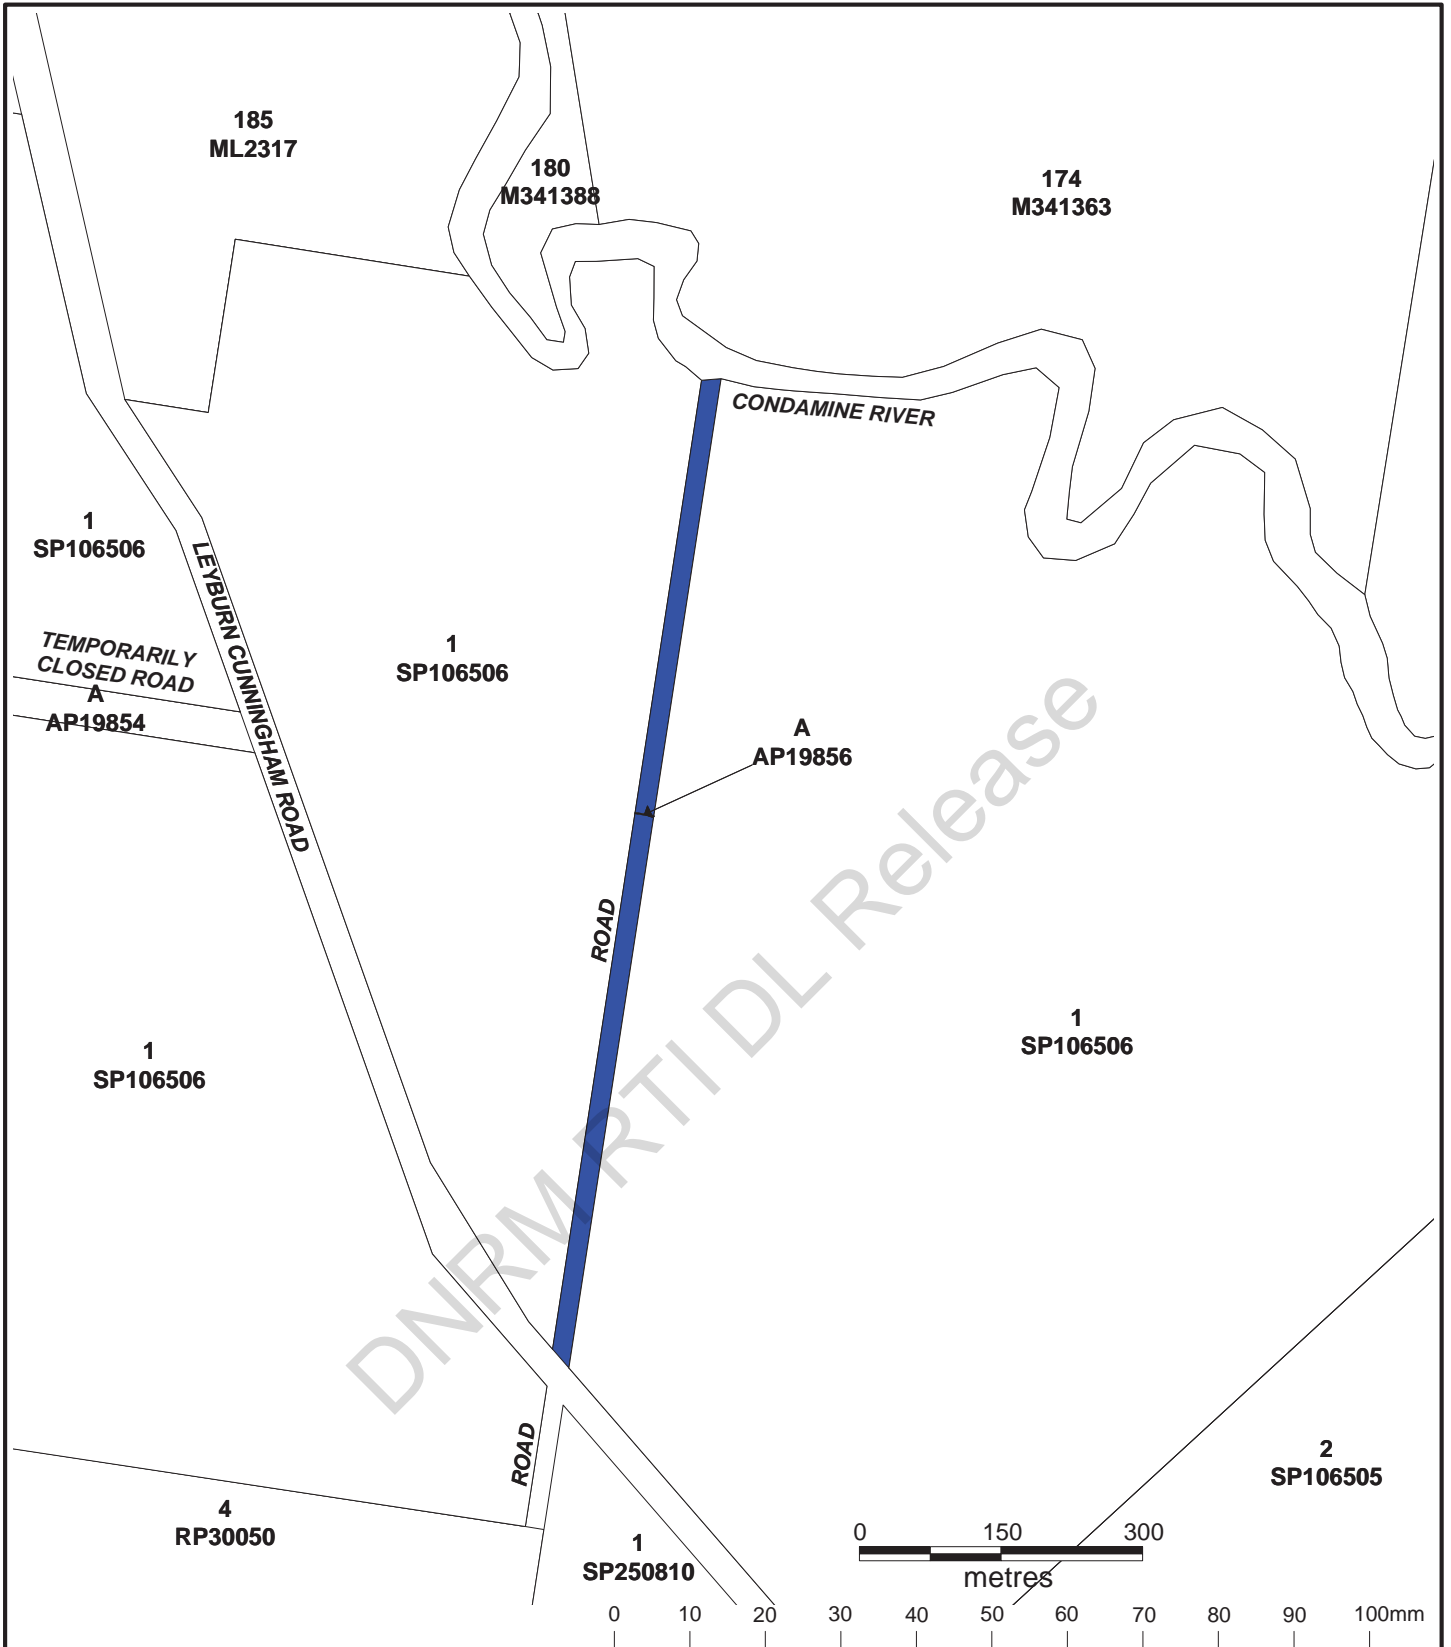 185
ML2317
180
M341388
174
M341363
CONDAMINE RIVER
1
SP106506
LEYBURN CUNNINGHAM ROAD
TEMPORARILY
CLOSED ROAD
A
AP19854
1
SP106506
A
AP19856
ROAD
1
SP106506
1
SP106506
DNRM RTI DL Release
ROAD
4
RP30050
1
SP250810
2
SP106505
0 150 300
metres
0 10 20 30 40 50 60 70 80 90 100mm